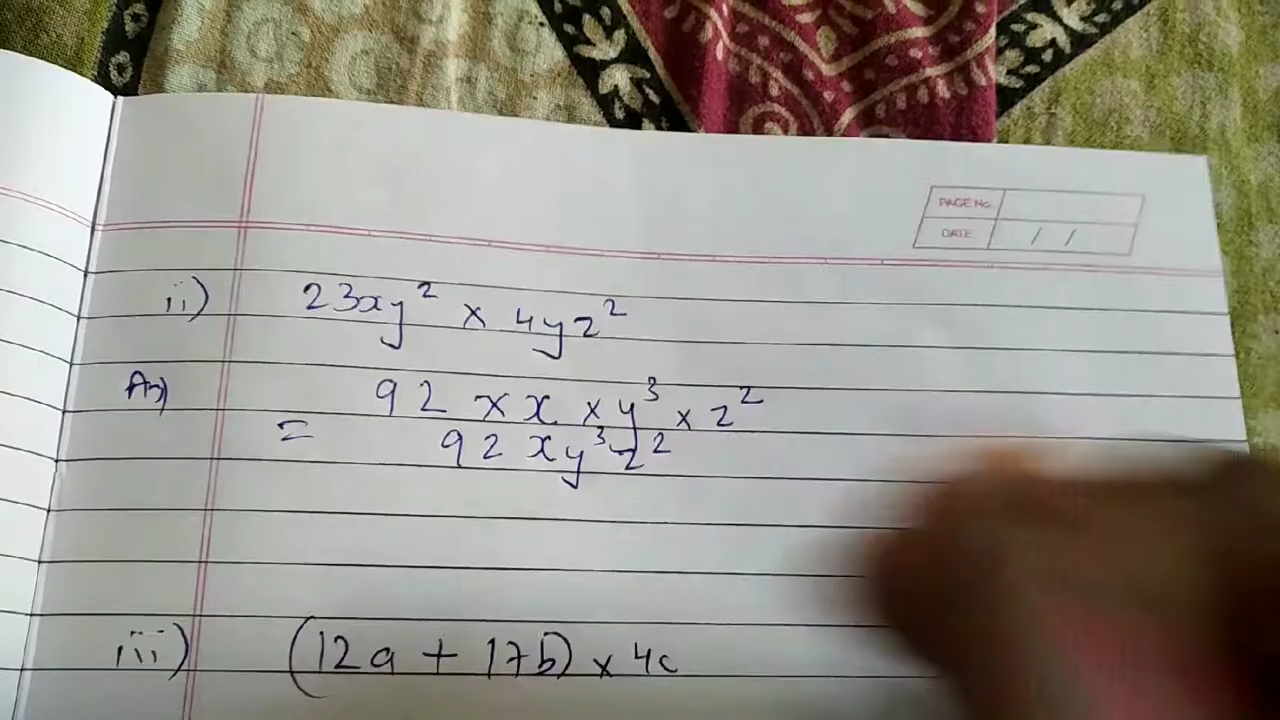 PAGE No.
DATE / /
ii) 23xy² × 4yz²
Ans) 92 × x × y³ × z²
= 92 xy³z²
iii) (12a + 17b) × 4c